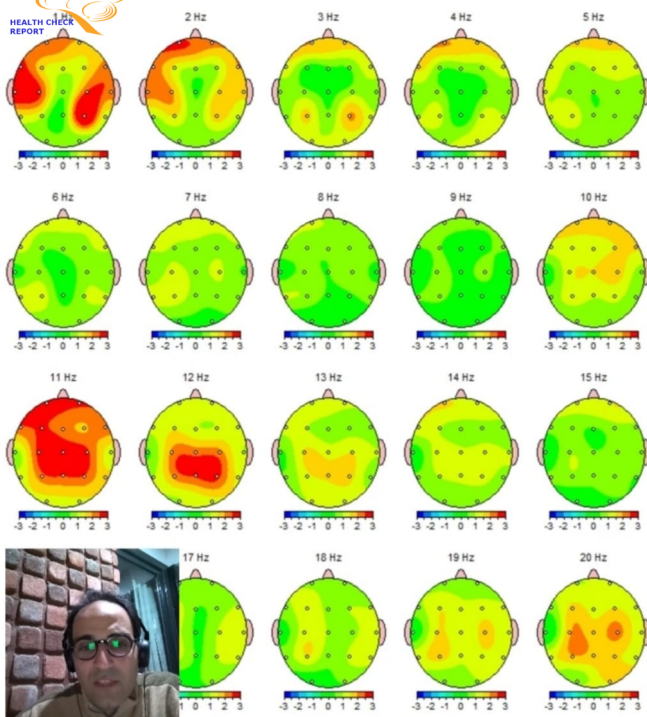 HEALTH CHECK
REPORT
1 Hz 2 Hz 3 Hz 4 Hz 5 Hz
-3 -2 -1 0 1 2 3 -3 -2 -1 0 1 2 3 -3 -2 -1 0 1 2 3 -3 -2 -1 0 1 2 3 -3 -2 -1 0 1 2 3
6 Hz 7 Hz 8 Hz 9 Hz 10 Hz
-3 -2 -1 0 1 2 3 -3 -2 -1 0 1 2 3 -3 -2 -1 0 1 2 3 -3 -2 -1 0 1 2 3 -3 -2 -1 0 1 2 3
11 Hz 12 Hz 13 Hz 14 Hz 15 Hz
-3 -2 -1 0 1 2 3 -3 -2 -1 0 1 2 3 -3 -2 -1 0 1 2 3 -3 -2 -1 0 1 2 3 -3 -2 -1 0 1 2 3
17 Hz 18 Hz 19 Hz 20 Hz
0 1 2 3 -3 -2 -1 0 1 2 3 -3 -2 -1 0 1 2 3 -3 -2 -1 0 1 2 3